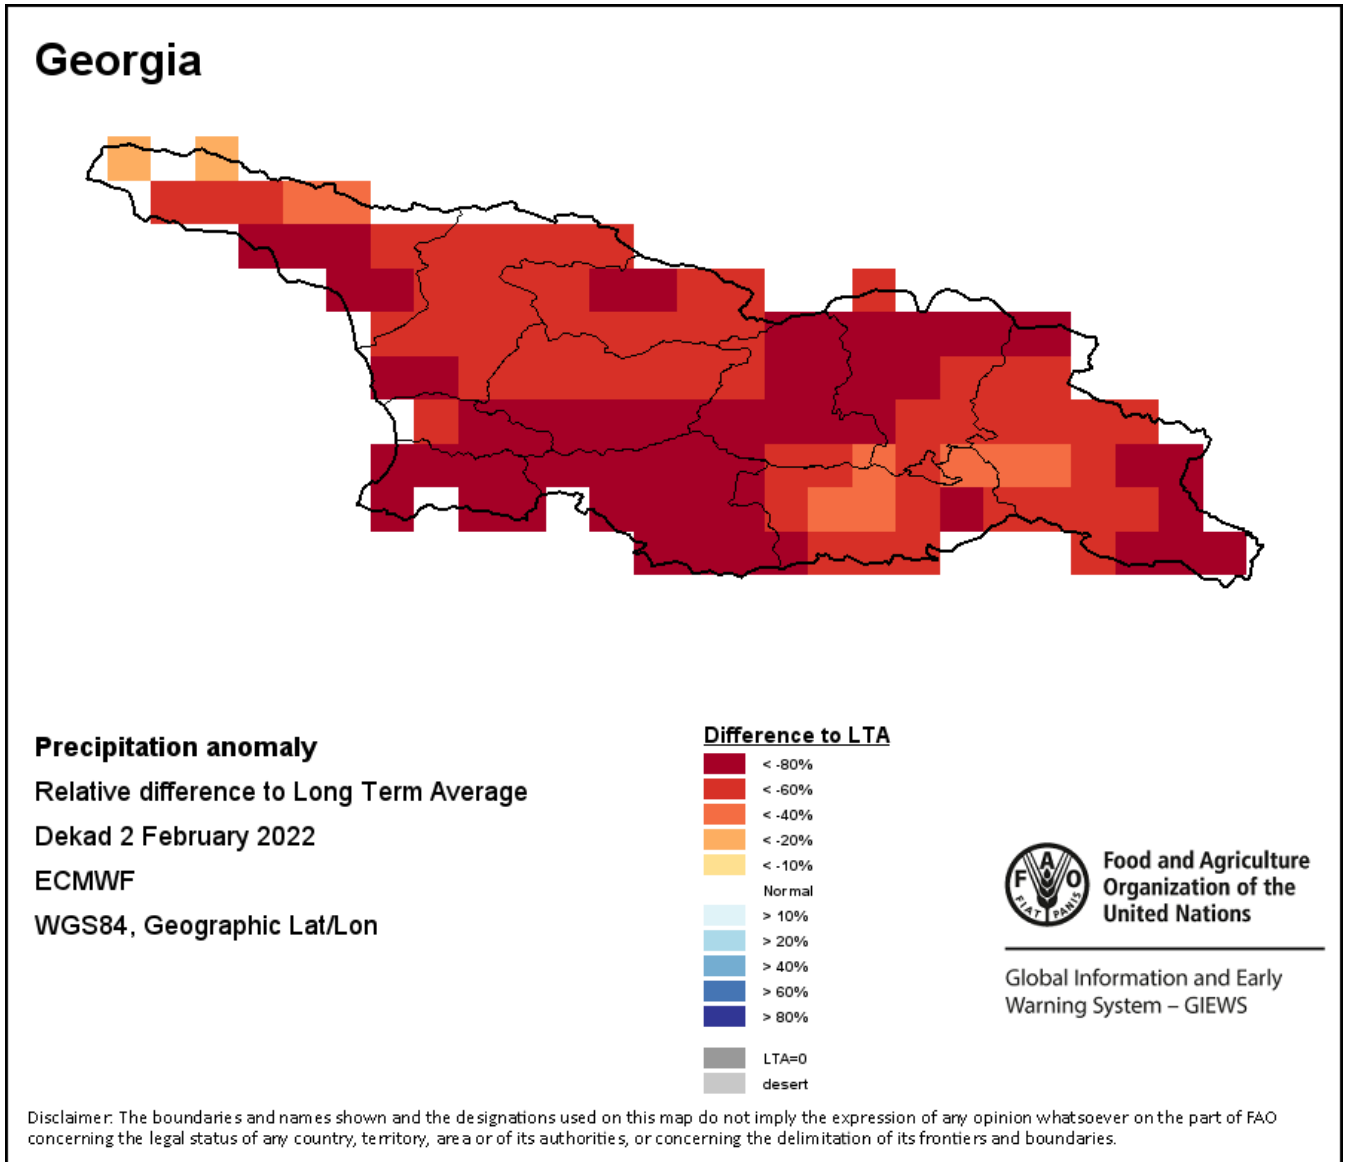 Georgia
Precipitation anomaly
Relative difference to Long Term Average
Dekad 2 February 2022
ECMWF
WGS84, Geographic Lat/Lon
Difference to LTA
< -80%
< -60%
< -40%
< -20%
< -10%
Normal
> 10%
> 20%
> 40%
> 60%
> 80%
LTA=0
desert
F A O
FIAT PANIS
Food and Agriculture
Organization of the
United Nations
Global Information and Early
Warning System – GIEWS
Disclaimer: The boundaries and names shown and the designations used on this map do not imply the expression of any opinion whatsoever on the part of FAO
concerning the legal status of any country, territory, area or of its authorities, or concerning the delimitation of its frontiers and boundaries.